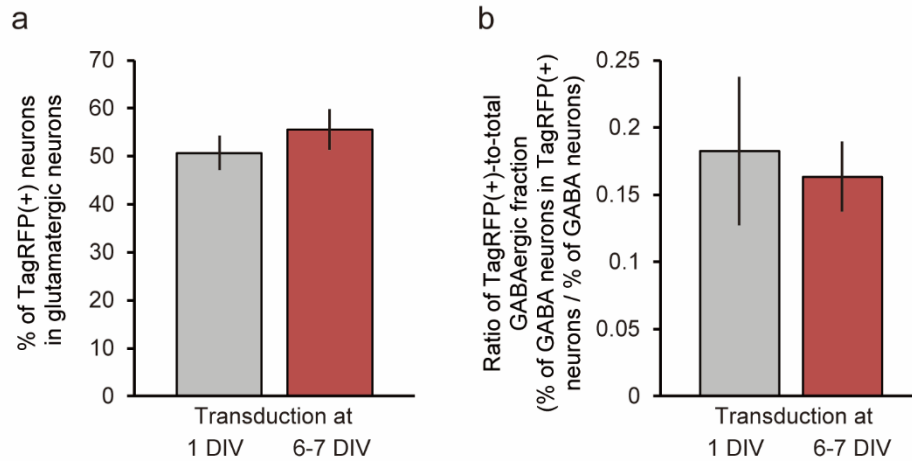 a
% of TagRFP(+) neurons
in glutamatergic neurons
70
60
50
40
30
20
10
0
Transduction at
1 DIV
6-7 DIV
b
Ratio of TagRFP(+)-to-total
GABAergic fraction
(% of GABA neurons in TagRFP(+)
neurons / % of GABA neurons)
0.25
0.2
0.15
0.1
0.05
0
Transduction at
1 DIV
6-7 DIV